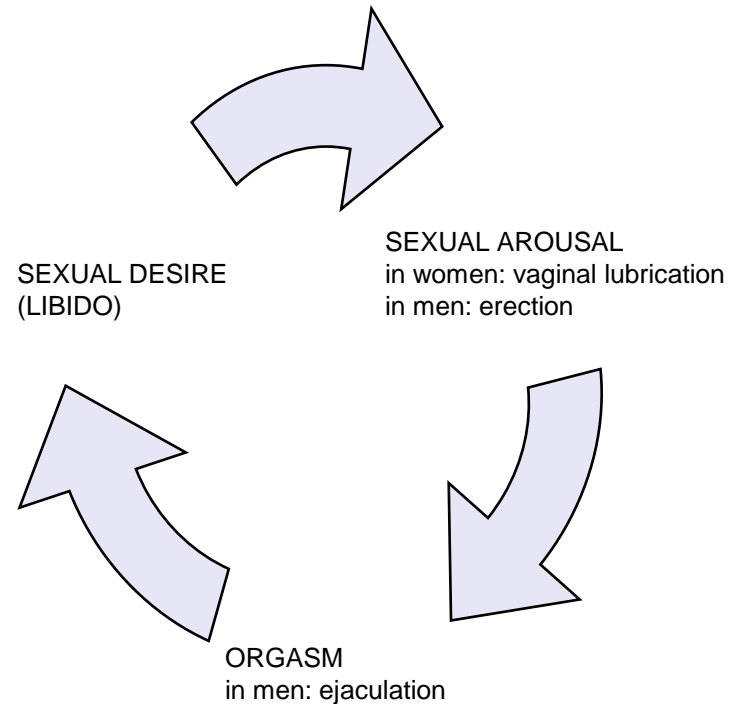 SEXUAL DESIRE
(LIBIDO)
SEXUAL AROUSAL
in women: vaginal lubrication
in men: erection
ORGASM
in men: ejaculation